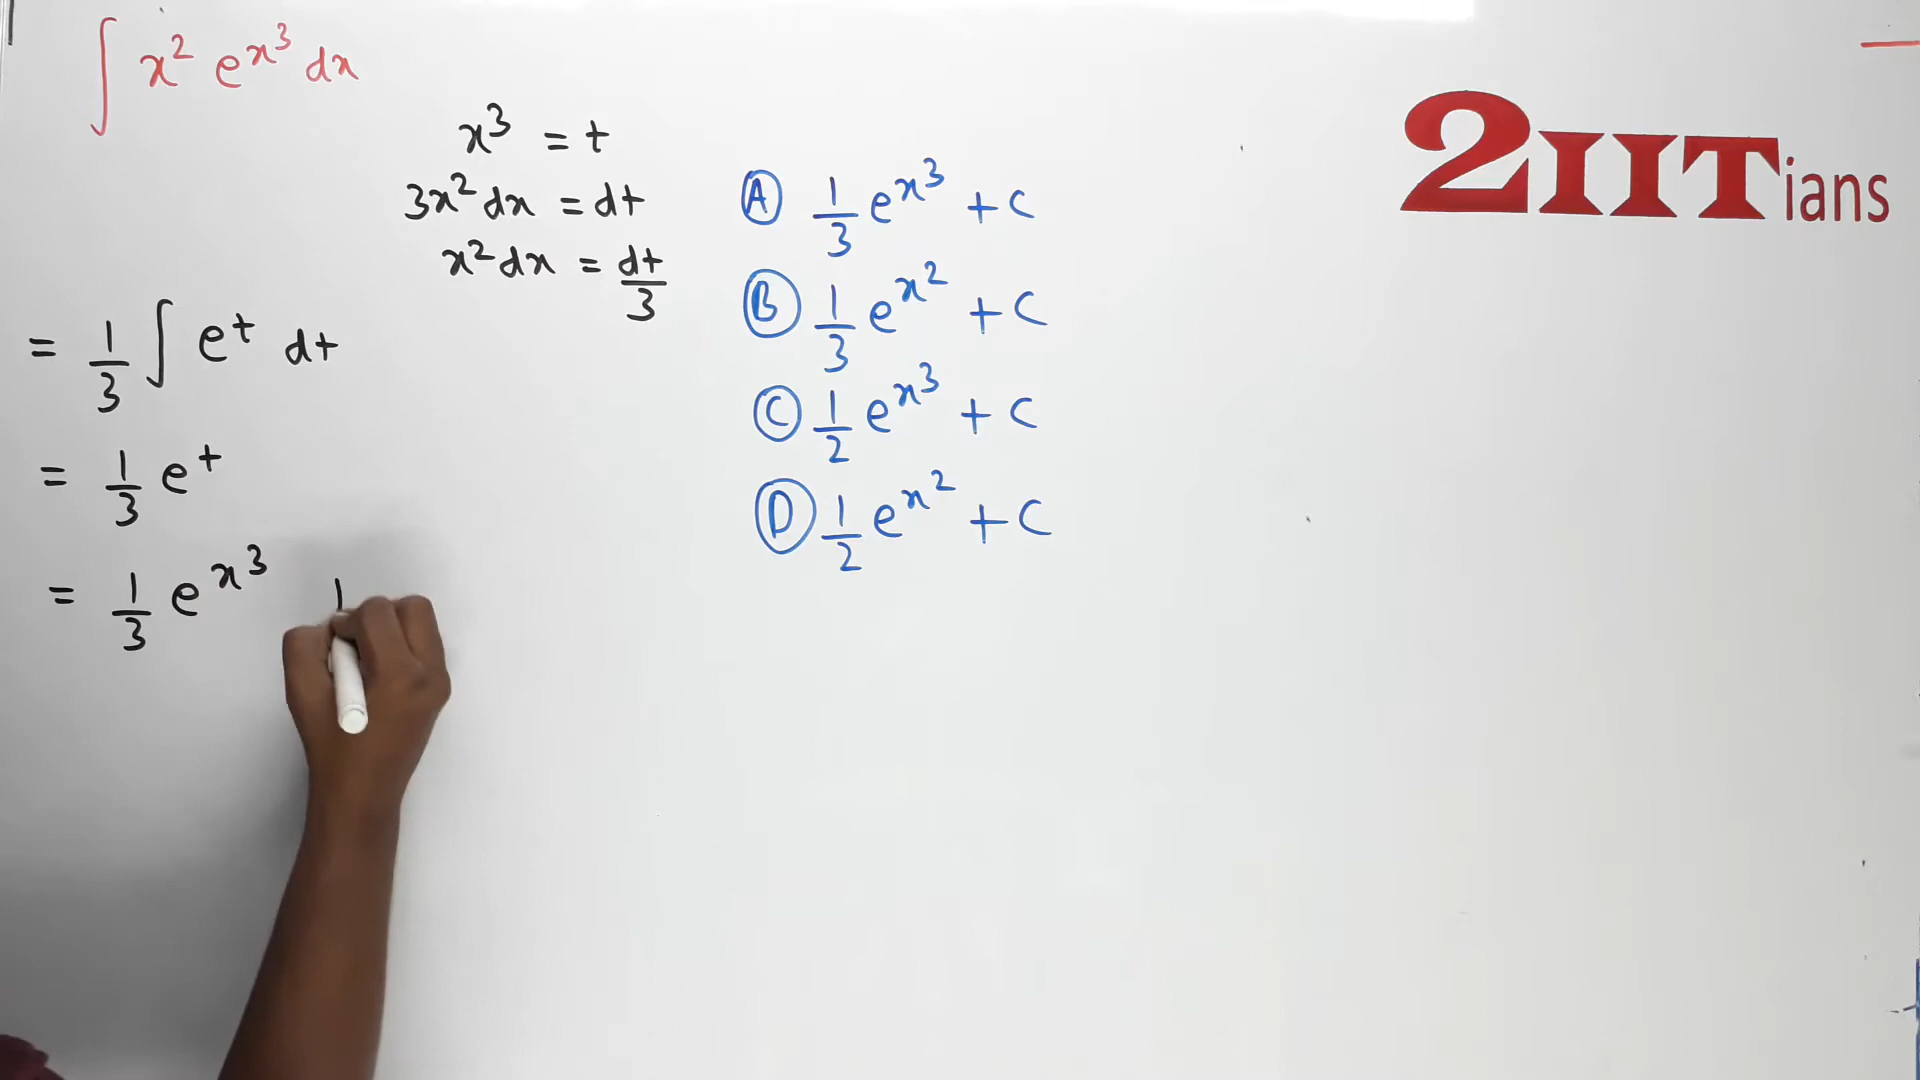 ∫ x² e^x³ dx
x³ = t
3x² dx = dt
x² dx = dt/3
= 1/3 ∫ e^t dt
= 1/3 e^t
= 1/3 e^x³
Ⓐ 1/3 e^x³ + C
Ⓑ 1/3 e^x² + C
Ⓒ 1/2 e^x³ + C
Ⓓ 1/2 e^x² + C
2IITians